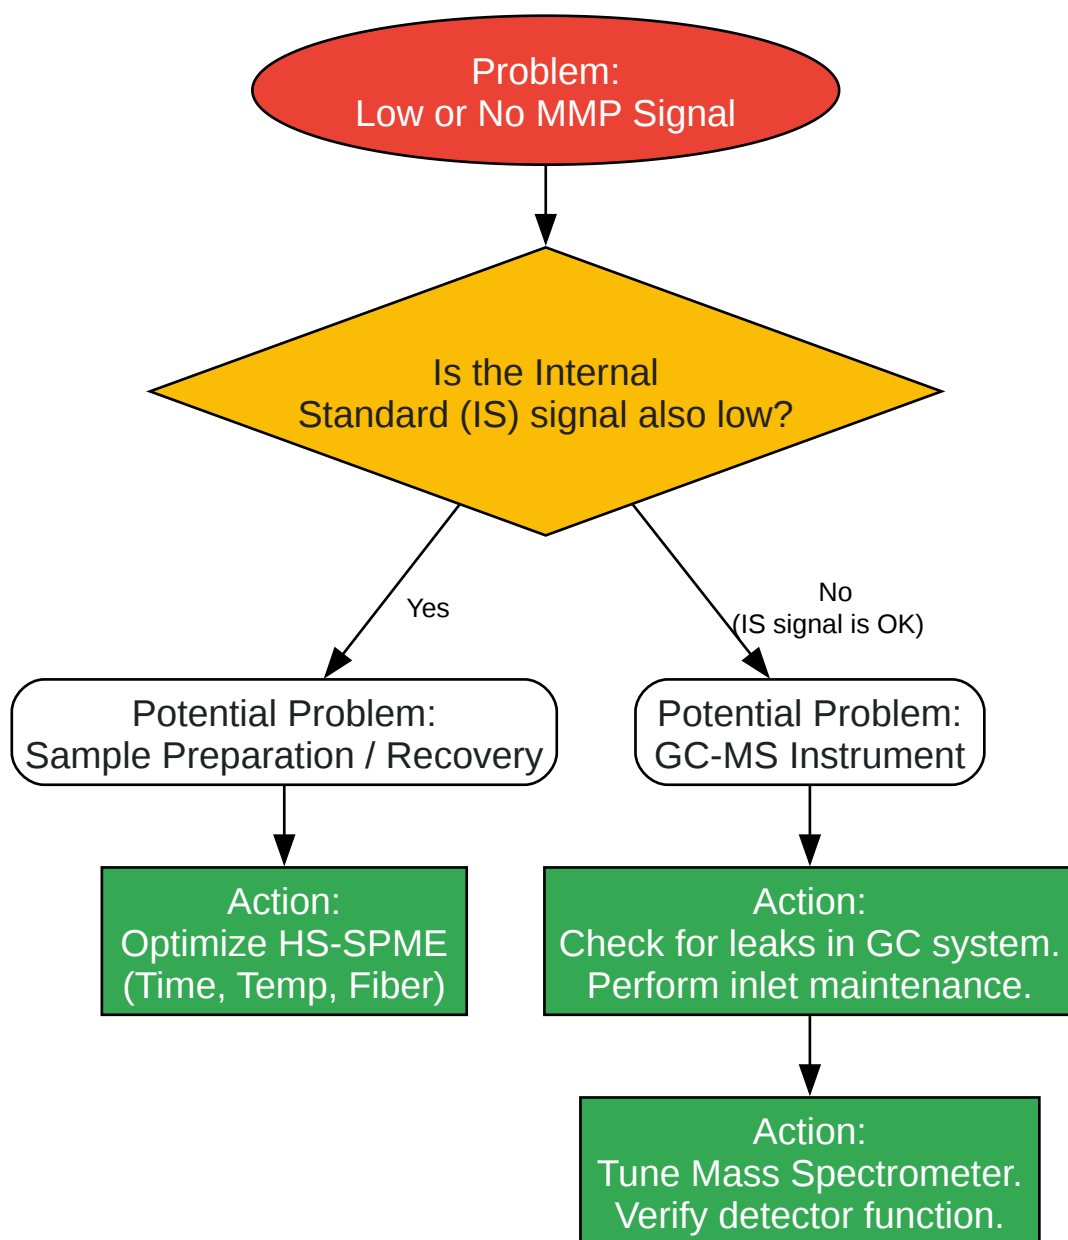 Problem:
Low or No MMP Signal
Is the Internal
Standard (IS) signal also low?
Yes
No
(IS signal is OK)
Potential Problem:
Sample Preparation / Recovery
Potential Problem:
GC-MS Instrument
Action:
Optimize HS-SPME
(Time, Temp, Fiber)
Action:
Check for leaks in GC system.
Perform inlet maintenance.
Action:
Tune Mass Spectrometer.
Verify detector function.